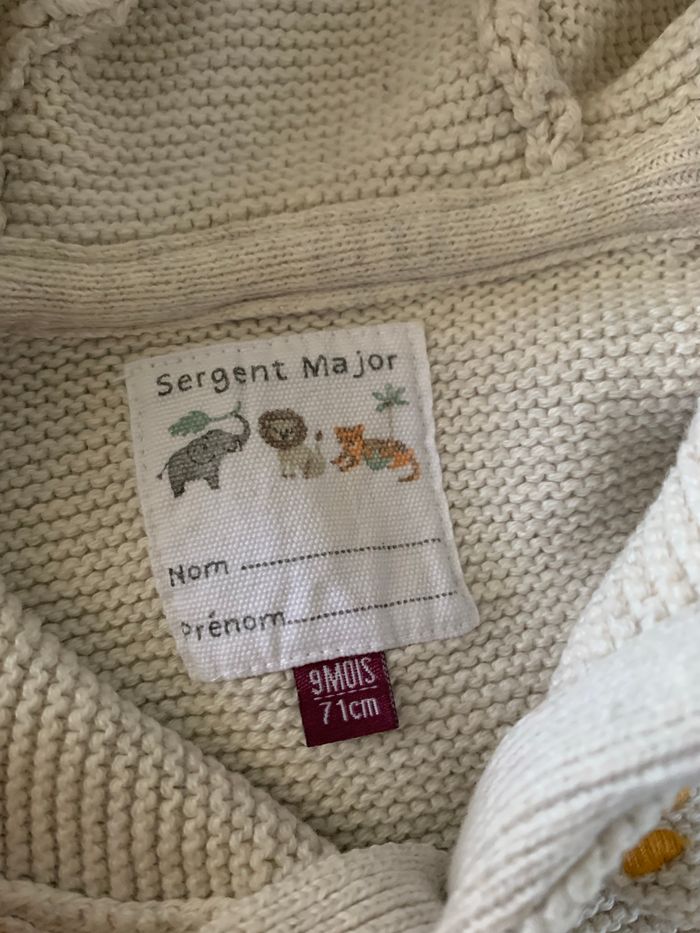 Sergent Major
Nom ....................
Prénom....................
9MOIS
71cm